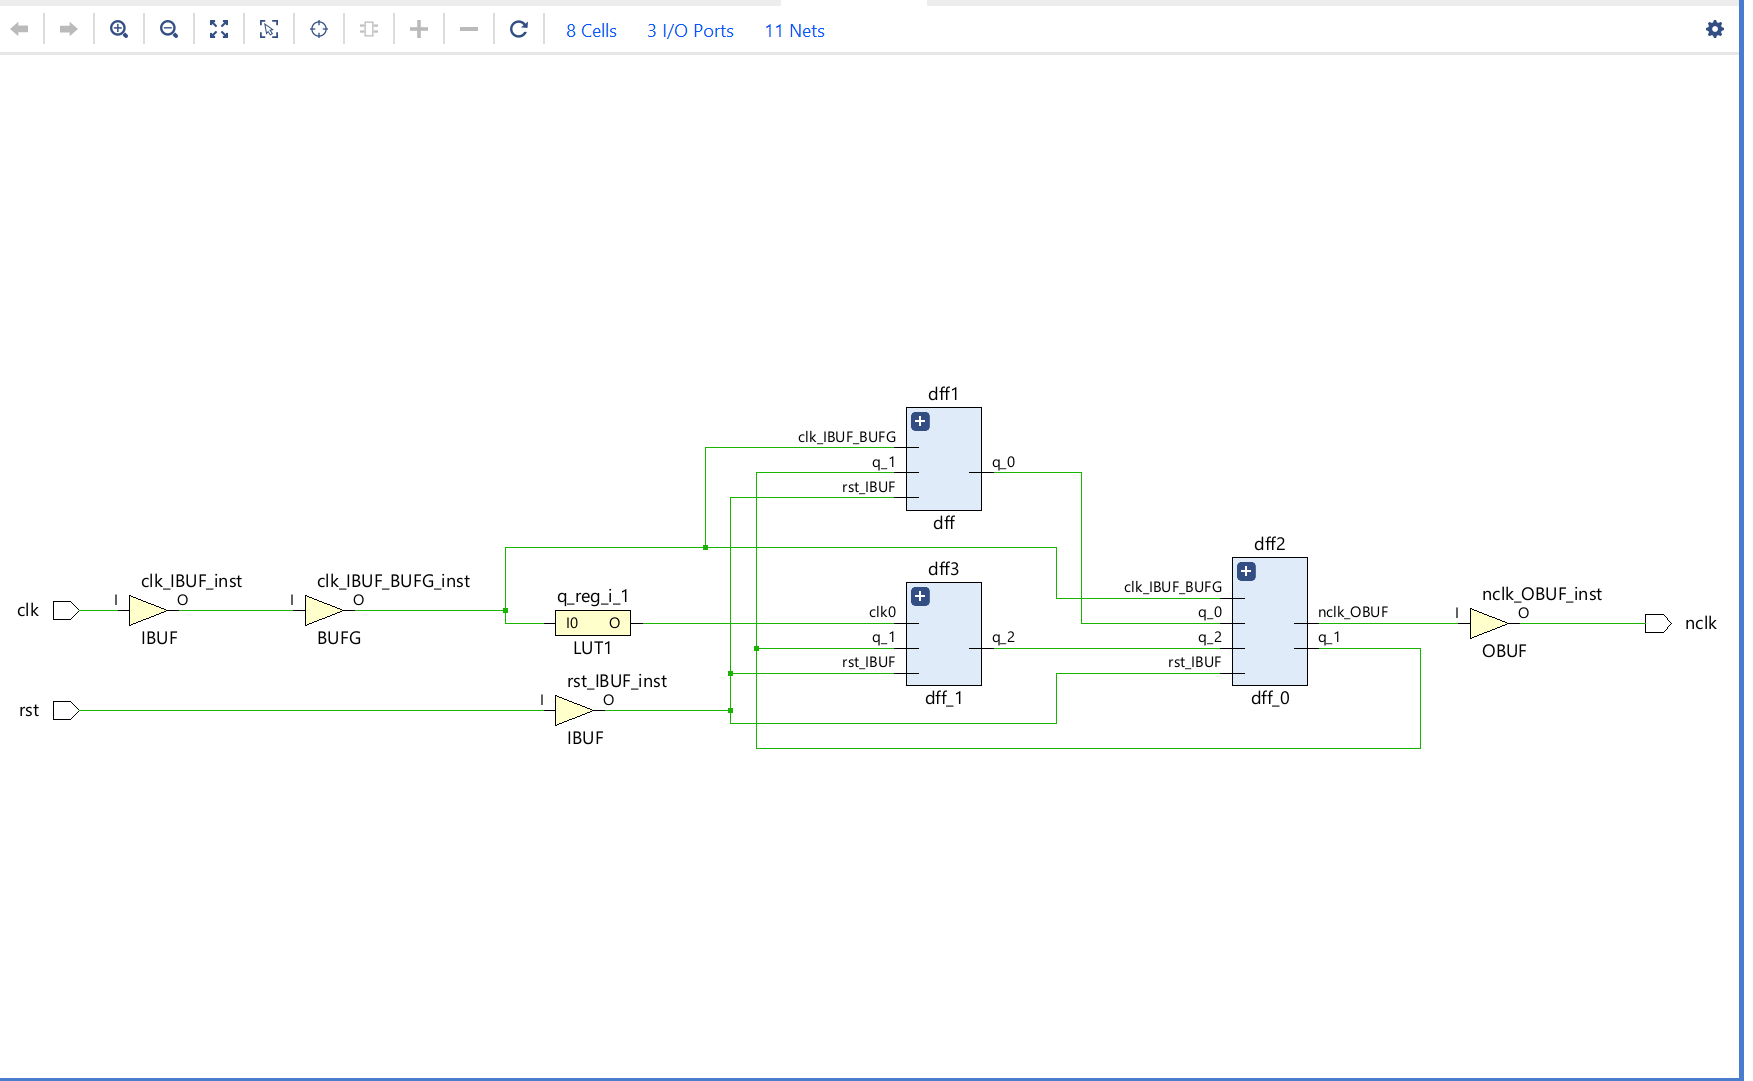 8 Cells 3 I/O Ports 11 Nets
dff1
clk_IBUF_BUFG
q_1 q_0
rst_IBUF
dff
dff3 dff2
clk_IBUF_inst clk_IBUF_BUFG_inst clk_IBUF_BUFG
I O I O q_reg_i_1 nclk_OBUF_inst
clk clk0 q_0 nclk_OBUF I O
I0 O nclk
IBUF BUFG q_1 q_2 q_2 q_1
LUT1 OBUF
rst_IBUF rst_IBUF
rst_IBUF_inst
I O dff_1 dff_0
rst
IBUF